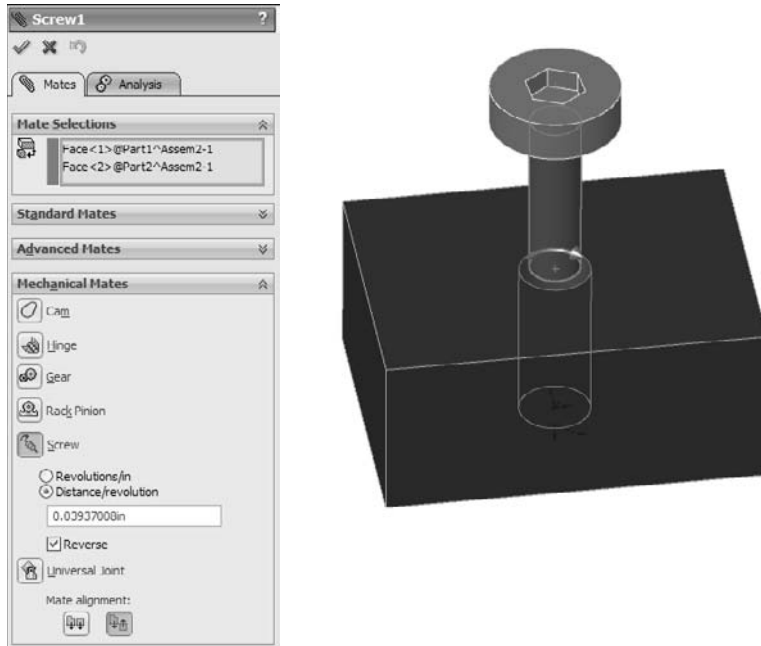 Screw1 ?
Mates Analysis
Mate Selections
Face<1>@Part1^Assem2-1
Face<2>@Part2^Assem2-1
Standard Mates
Advanced Mates
Mechanical Mates
Cam
Hinge
Gear
Rack Pinion
Screw
Revolutions/in
Distance/revolution
0.03937008in
Reverse
Universal Joint
Mate alignment: